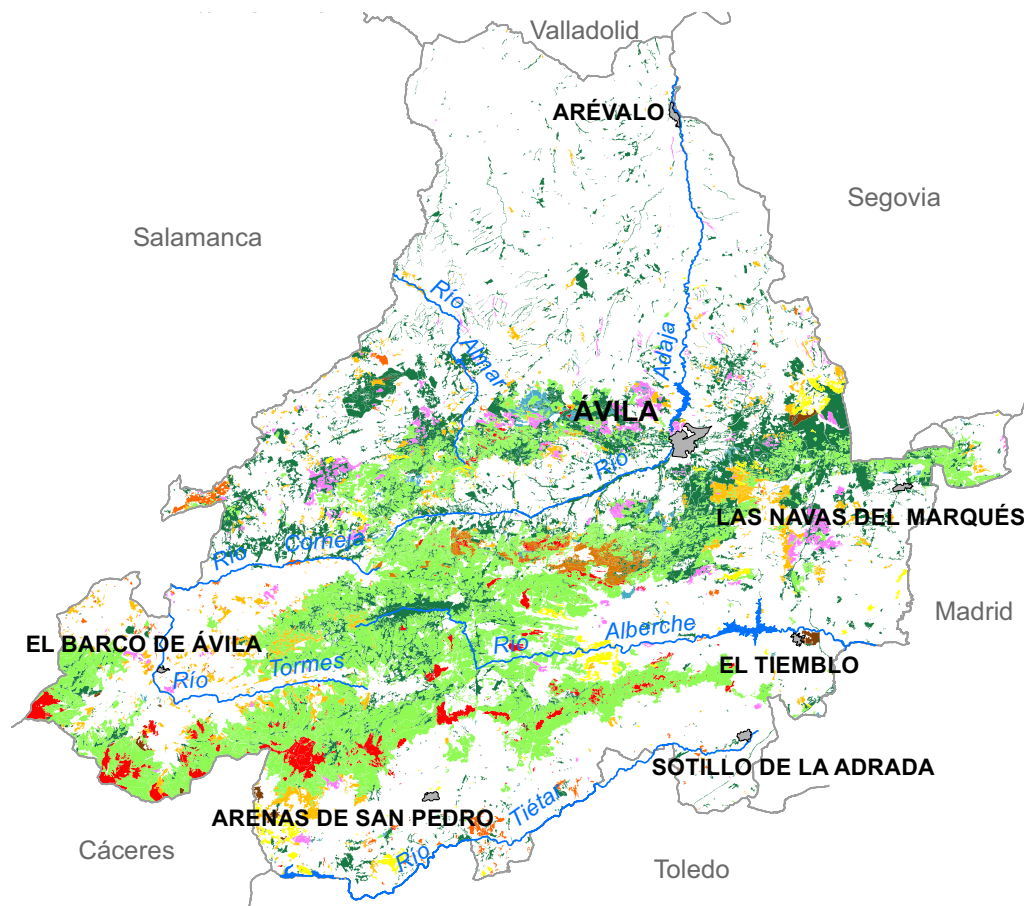 Valladolid
ARÉVALO
Segovia
Salamanca
Río
Almar
Adaja
ÁVILA
Río
LAS NAVAS DEL MARQUÉS
Río
Corneja
Madrid
EL BARCO DE ÁVILA
Río
Alberche
EL TIEMBLO
Río
Tormes
SOTILLO DE LA ADRADA
ARENAS DE SAN PEDRO
Tiétar
Río
Cáceres
Toledo